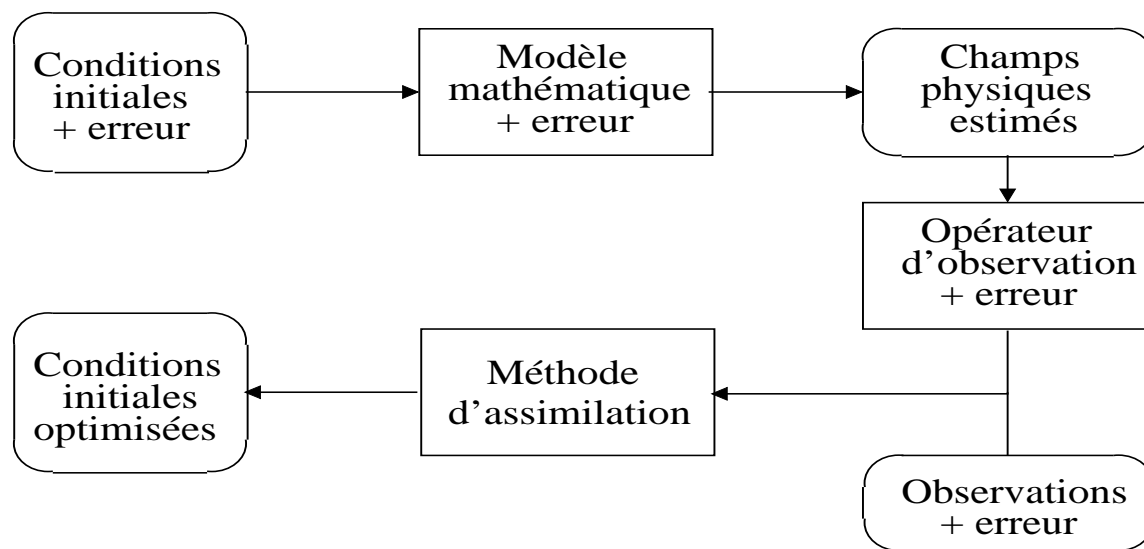 Conditions
initiales
+ erreur
Modèle
mathématique
+ erreur
Champs
physiques
estimés
Opérateur
d’observation
+ erreur
Conditions
initiales
optimisées
Méthode
d’assimilation
Observations
+ erreur